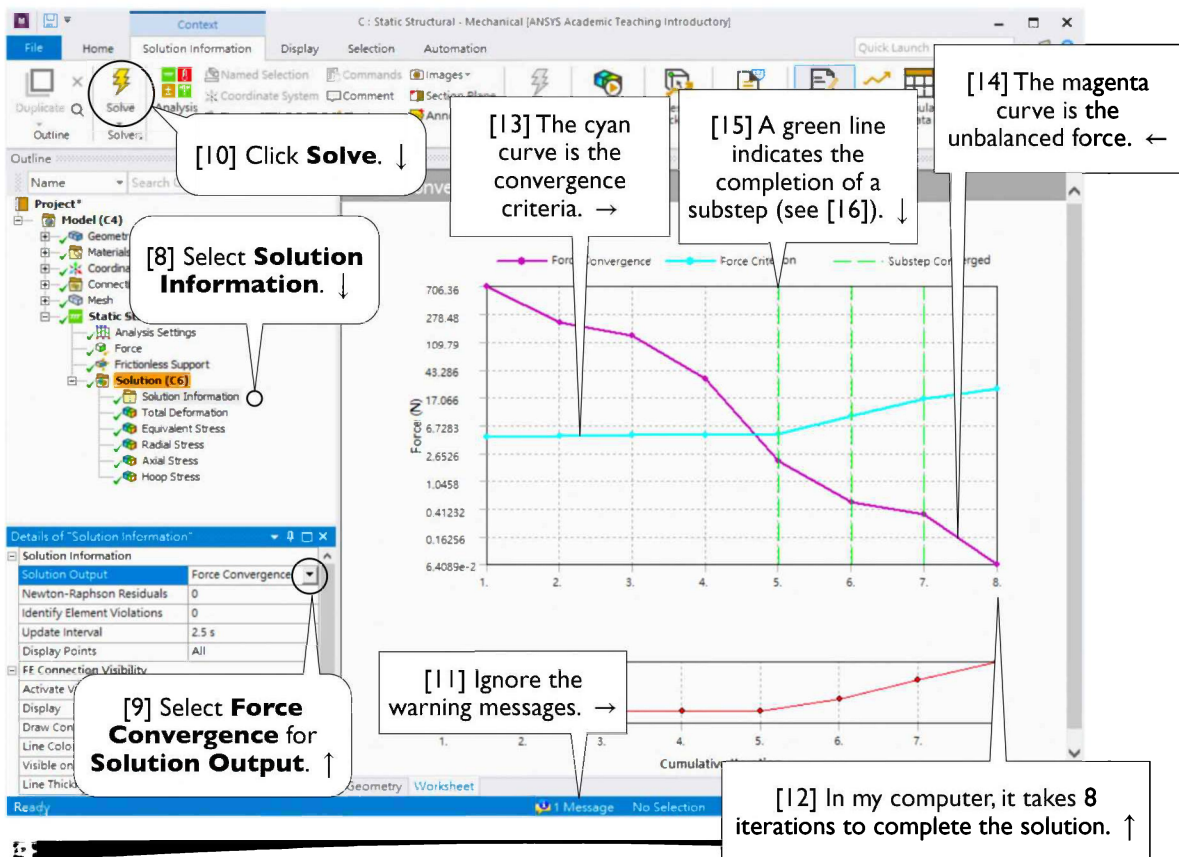 Context
C : Static Structural - Mechanical [ANSYS Academic Teaching Introductory]
File Home Solution Information Display Selection Automation Quick Launch
Duplicate
Outline
Solve
Solvers
Analysis
Named Selection
Coordinate System
Commands
Comment
Images
Section Plane
[10] Click Solve. ↓
[13] The cyan
curve is the
convergence
criteria. →
[15] A green line
indicates the
completion of a
substep (see [16]). ↓
[14] The magenta
curve is the
unbalanced force. ←
Outline
Name
Project*
Model (C4)
Materials
Mesh
Analysis Settings
Force
Frictionless Support
Solution (C6)
Solution Information
Total Deformation
Equivalent Stress
Radial Stress
Axial Stress
Hoop Stress
[8] Select Solution
Information. ↓
Force Convergence
Force Criterion
Substep Converged
706.36
278.48
109.79
43.286
17.066
6.7283
2.6526
1.0458
0.41232
0.16256
6.4089e-2
Force (N)
1. 2. 3. 4. 5. 6. 7. 8.
Details of "Solution Information"
Solution Information
Solution Output Force Convergence
Newton-Raphson Residuals 0
Identify Element Violations 0
Update Interval 2.5 s
Display Points All
FE Connection Visibility
Display
[9] Select Force
Convergence for
Solution Output. ↑
[11] Ignore the
warning messages. →
1. 2. 3. 4. 5. 6. 7.
Geometry Worksheet
Ready
1 Message No Selection
[12] In my computer, it takes 8
iterations to complete the solution. ↑